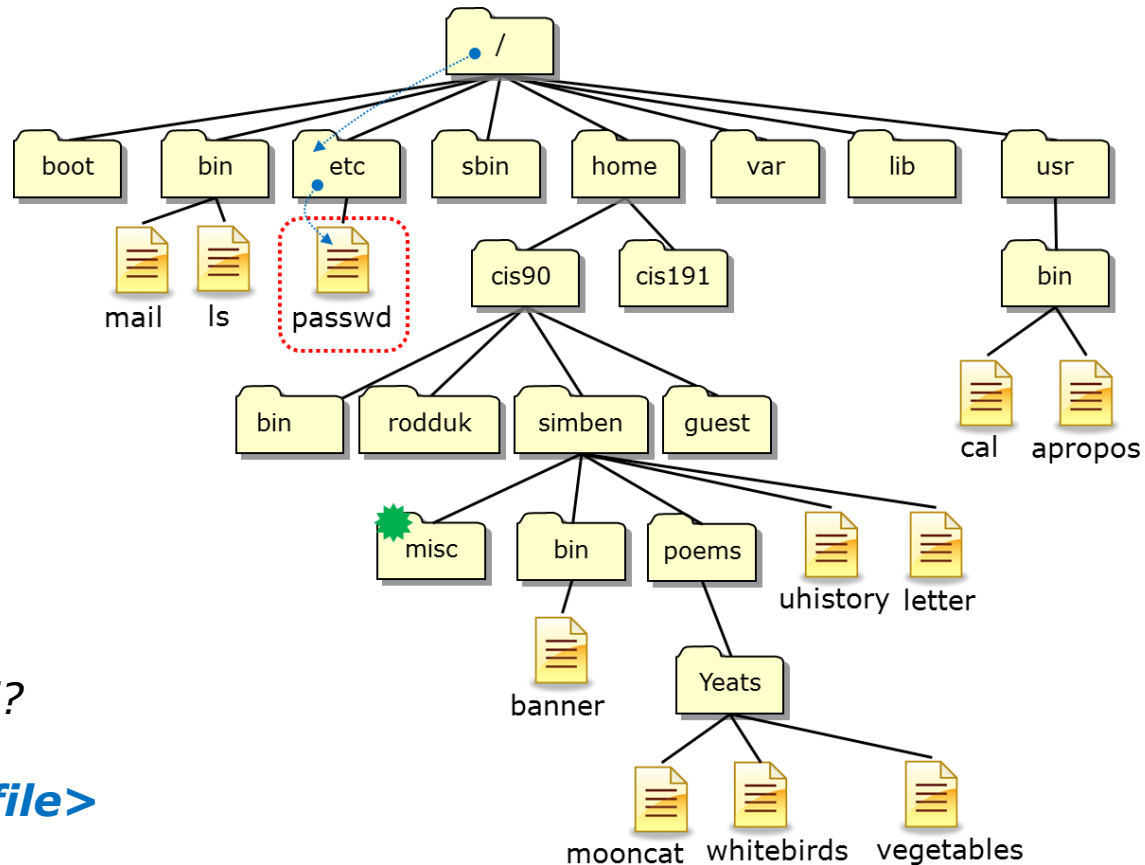 /
boot bin etc sbin home var lib usr
mail ls passwd cis90 cis191 bin
bin rodduk simben guest
cal apropos
misc bin poems
uhistory letter
banner
Yeats
?
file>
mooncat whitebirds vegetables